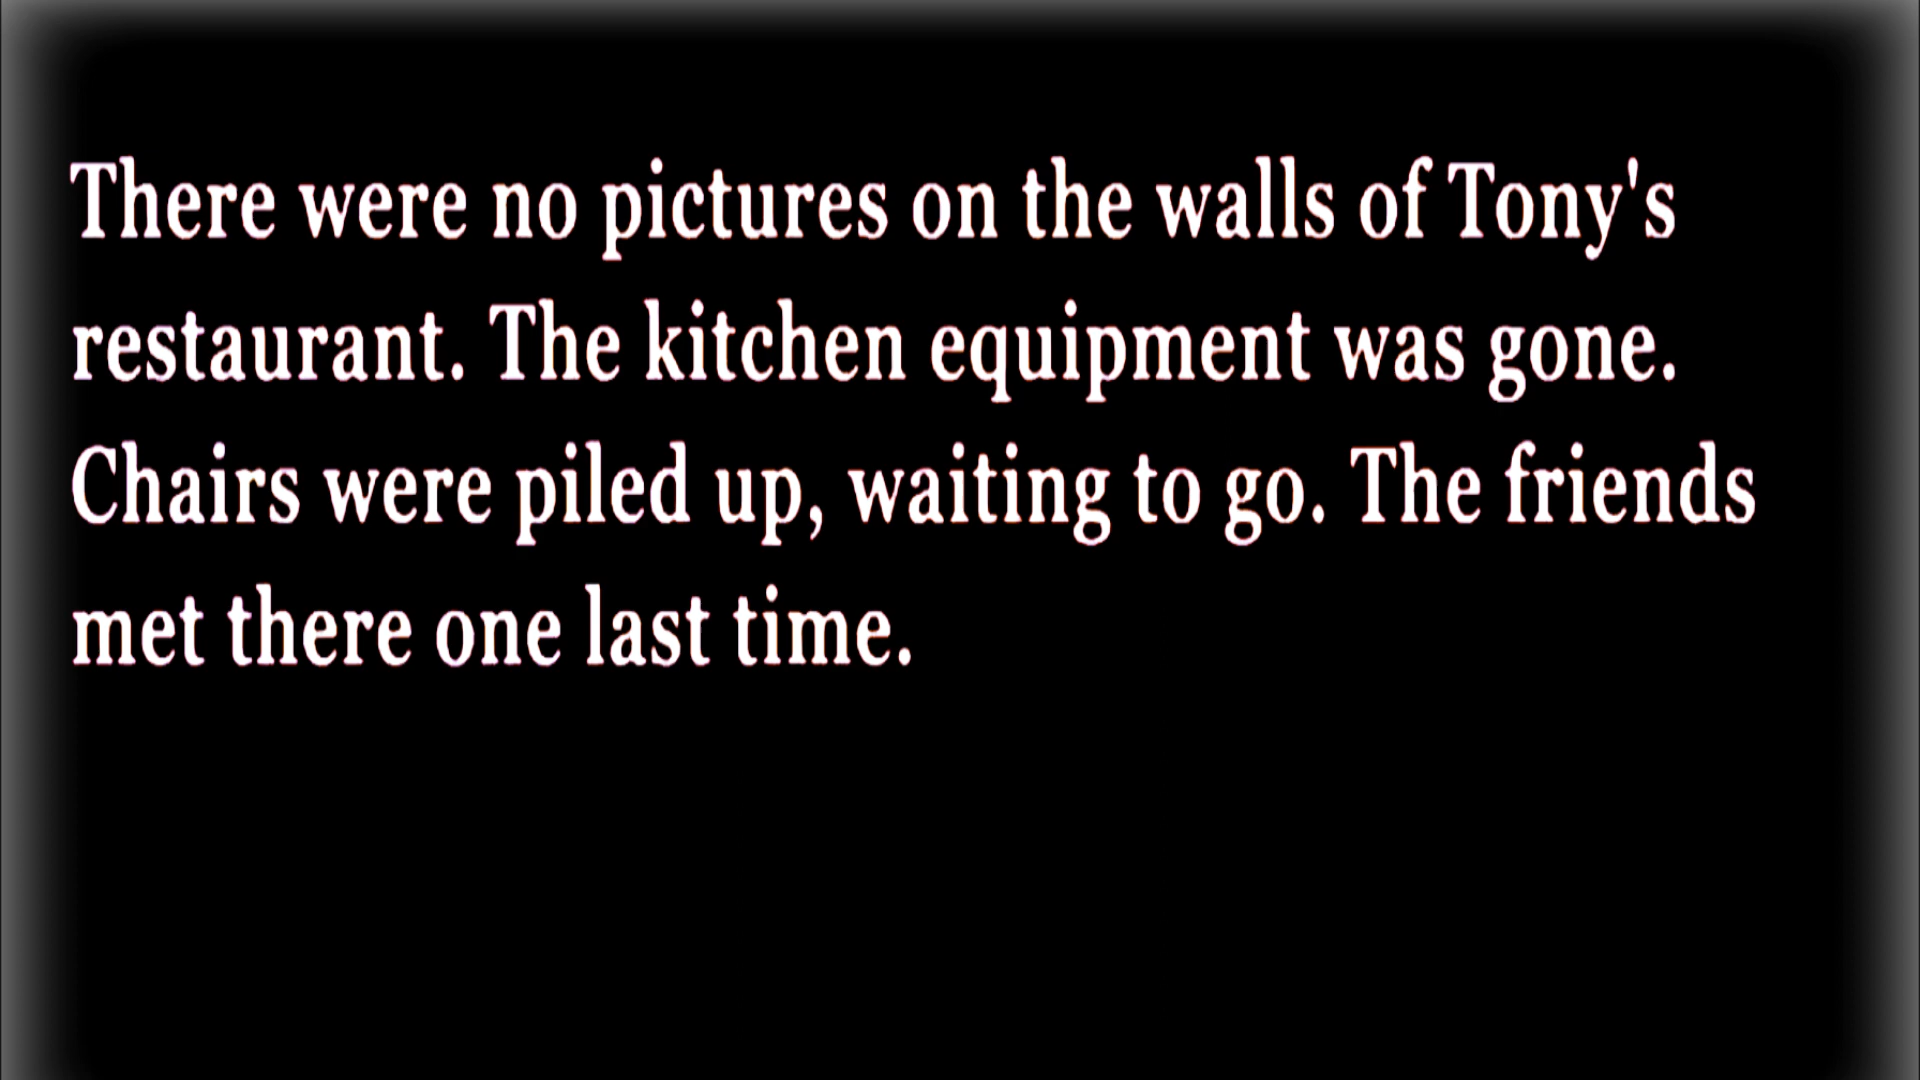 There were no pictures on the walls of Tony's
restaurant. The kitchen equipment was gone.
Chairs were piled up, waiting to go. The friends
met there one last time.